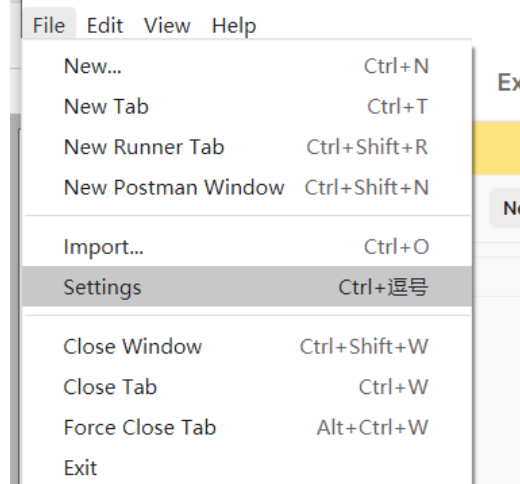 File Edit View Help
New... Ctrl+N
New Tab Ctrl+T
New Runner Tab Ctrl+Shift+R
New Postman Window Ctrl+Shift+N
Import... Ctrl+O
Settings Ctrl+逗号
Close Window Ctrl+Shift+W
Close Tab Ctrl+W
Force Close Tab Alt+Ctrl+W
Exit